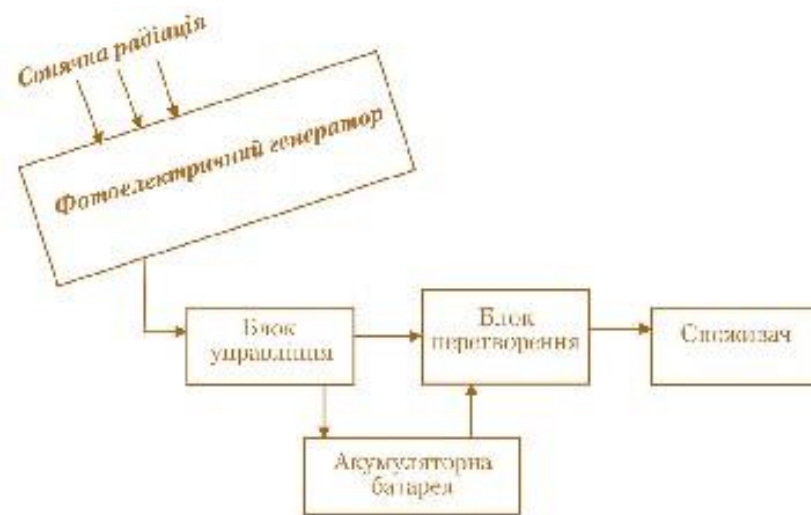 Сонячна радіація
Фотоелектричний генератор
Блок
управління
Блок
перетворення
Споживач
Акумуляторна
батарея